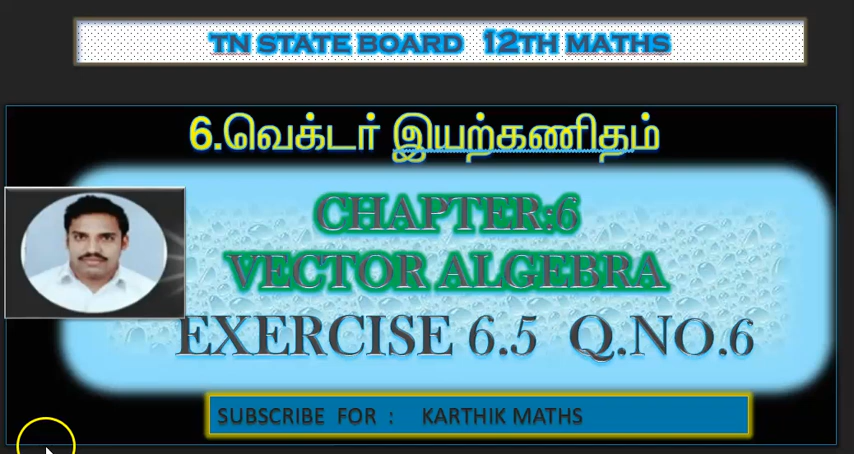 TN STATE BOARD 12TH MATHS
6.வெக்டர் இயற்கணிதம்
CHAPTER:6
VECTOR ALGEBRA
EXERCISE 6.5 Q.NO.6
SUBSCRIBE FOR : KARTHIK MATHS